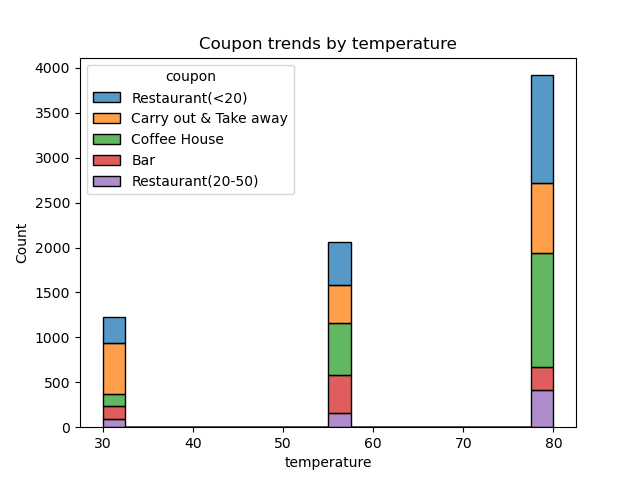 Coupon trends by temperature
coupon
Restaurant(<20)
Carry out & Take away
Coffee House
Bar
Restaurant(20-50)
Count
4000
3500
3000
2500
2000
1500
1000
500
0
30 40 50 60 70 80
temperature